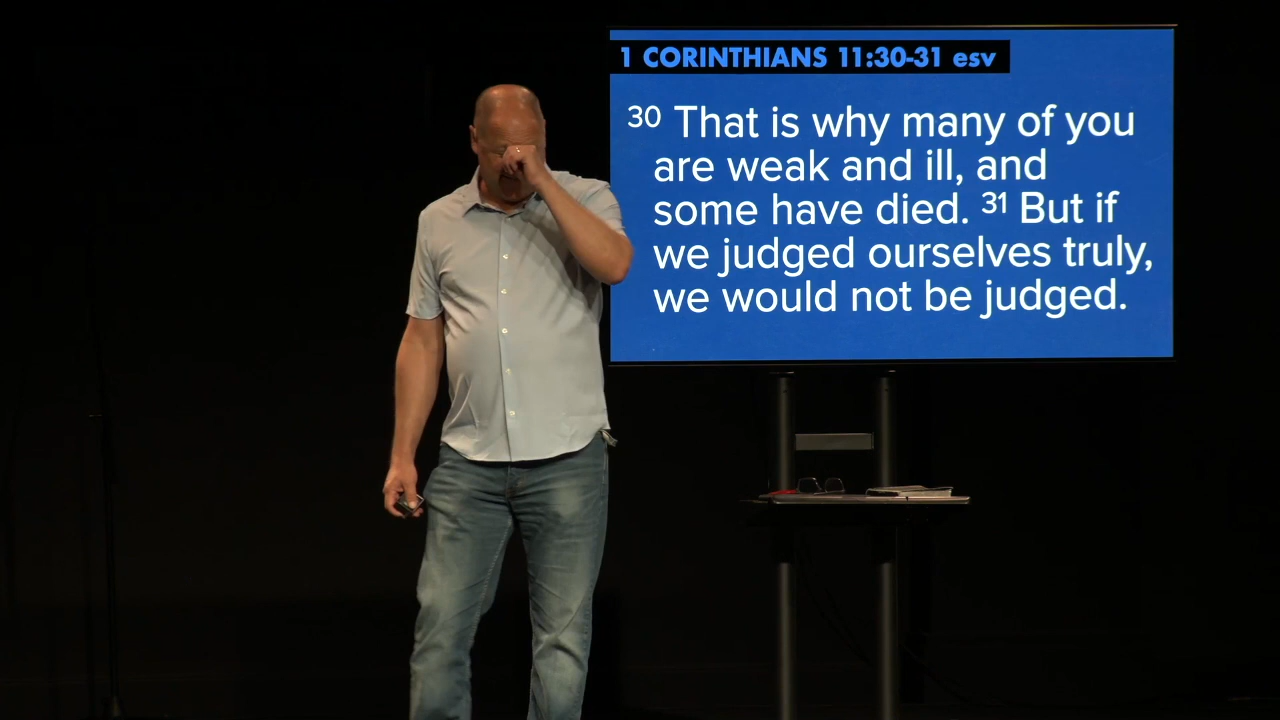 1 CORINTHIANS 11:30-31 esv
30 That is why many of you
are weak and ill, and
some have died. 31 But if
we judged ourselves truly,
we would not be judged.